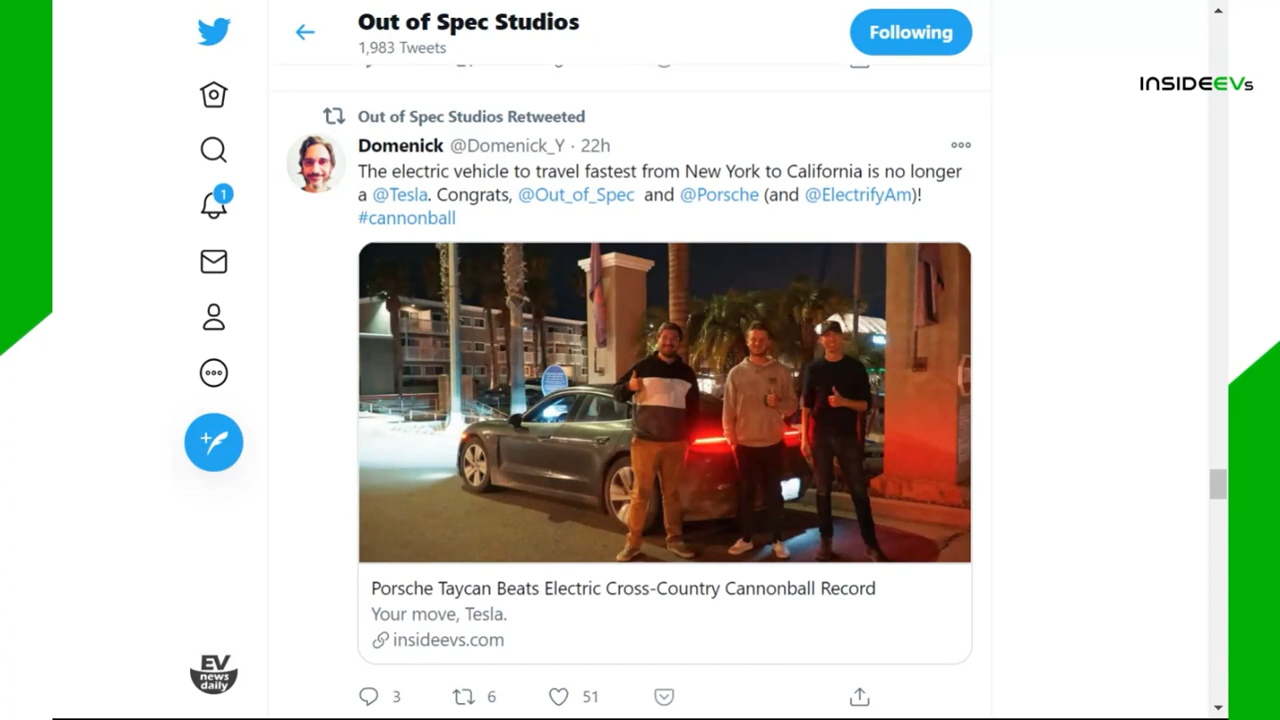 Out of Spec Studios
1,983 Tweets
Following
INSIDEEVs
Out of Spec Studios Retweeted
Domenick @Domenick_Y · 22h
The electric vehicle to travel fastest from New York to California is no longer
a @Tesla. Congrats, @Out_of_Spec and @Porsche (and @ElectrifyAm)!
#cannonball
1
Porsche Taycan Beats Electric Cross-Country Cannonball Record
Your move, Tesla.
insideevs.com
EV
news
daily
3 6 51